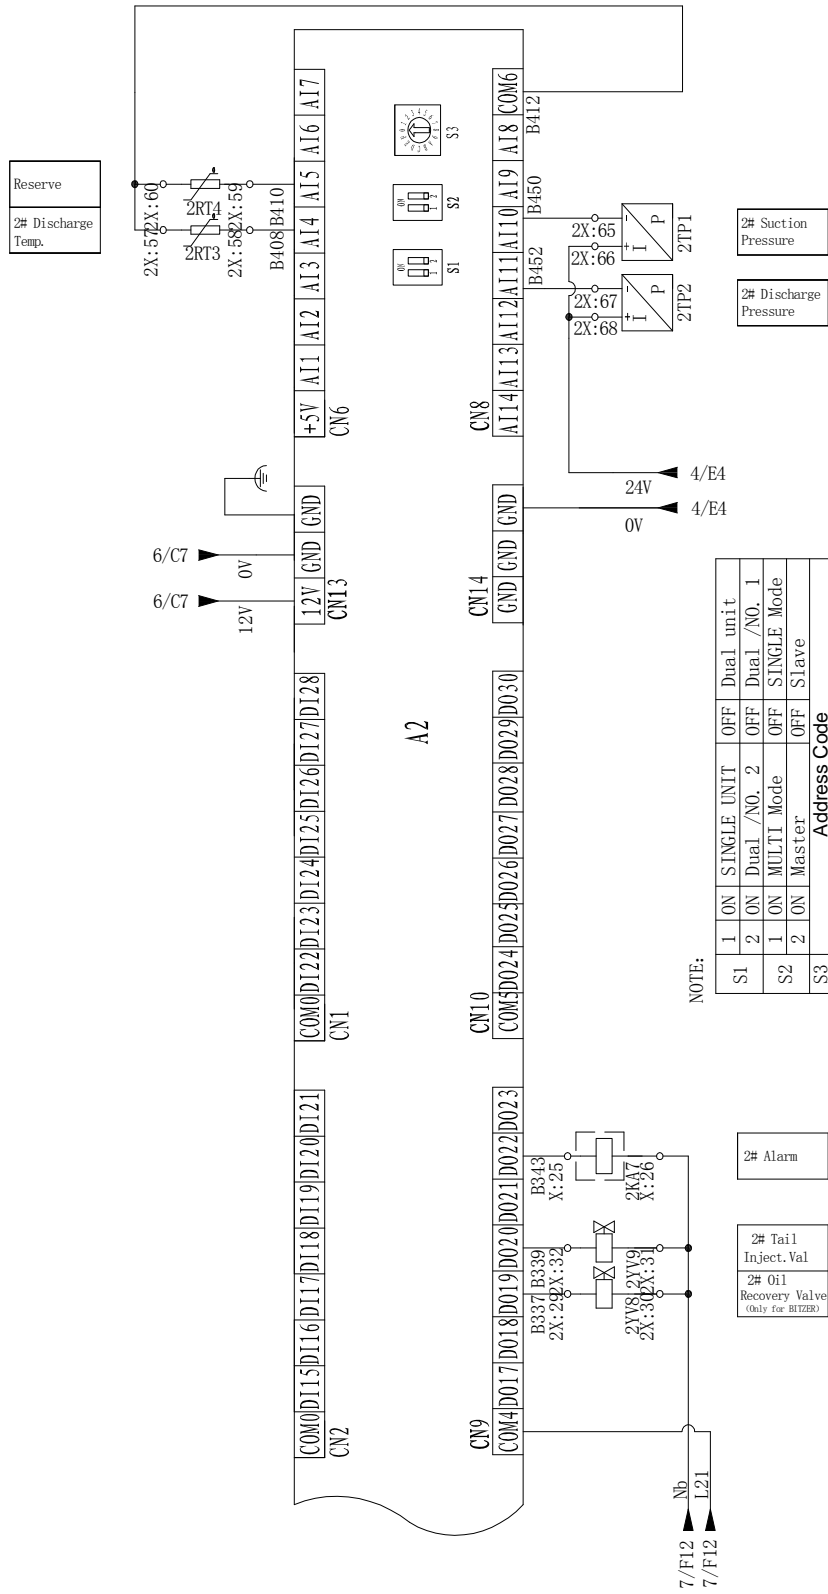 Reserve
2# Discharge
Temp.
2X:60
2X:57
2RT4
2RT3
2X:59
2X:58
B410
B408
AI7
AI6
AI5
AI4
AI3
AI2
AI1
+5V
CN6
S3
ON
1 2
S2
ON
1 2
S1
COM6
AI8
AI9
AI10
AI11
AI12
AI13
AI14
CN8
B412
B450
B452
2X:65
2X:66
2X:67
2X:68
- P
+ I
2TP1
- P
+ I
2TP2
2# Suction
Pressure
2# Discharge
Pressure
24V
4/E4
0V
4/E4
6/C7
0V
6/C7
12V
GND
GND
12V
CN13
GND
GND
GND
CN14
A2
DI28
DI27
DI26
DI25
DI24
DI23
DI22
COM0
CN1
DO30
DO29
DO28
DO27
DO26
DO25
DO24
COM5
CN10
NOTE:
S1 1 ON SINGLE UNIT OFF Dual unit
2 ON Dual /NO. 2 OFF Dual /NO. 1
S2 1 ON MULTI Mode OFF SINGLE Mode
2 ON Master OFF Slave
S3 Address Code
DI21
DI20
DI19
DI18
DI17
DI16
DI15
COM0
CN2
DO23
DO22
DO21
DO20
DO19
DO18
DO17
COM4
CN9
B343
X:25
2KA7
X:26
B339
2X:32
2YV9
2X:31
B337
2X:29
2YV8
2X:30
2# Alarm
2# Tail
Inject.Val
2# Oil
Recovery Valve
(Only for BITZER)
Nb
L21
7/F12
7/F12